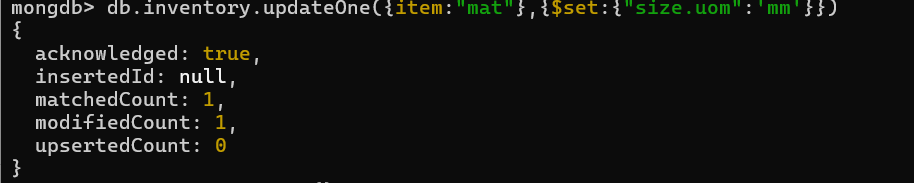 mongdb> db.inventory.updateOne({item:"mat"},{$set:{"size.uom":'mm'}})
{
  acknowledged: true,
  insertedId: null,
  matchedCount: 1,
  modifiedCount: 1,
  upsertedCount: 0
}